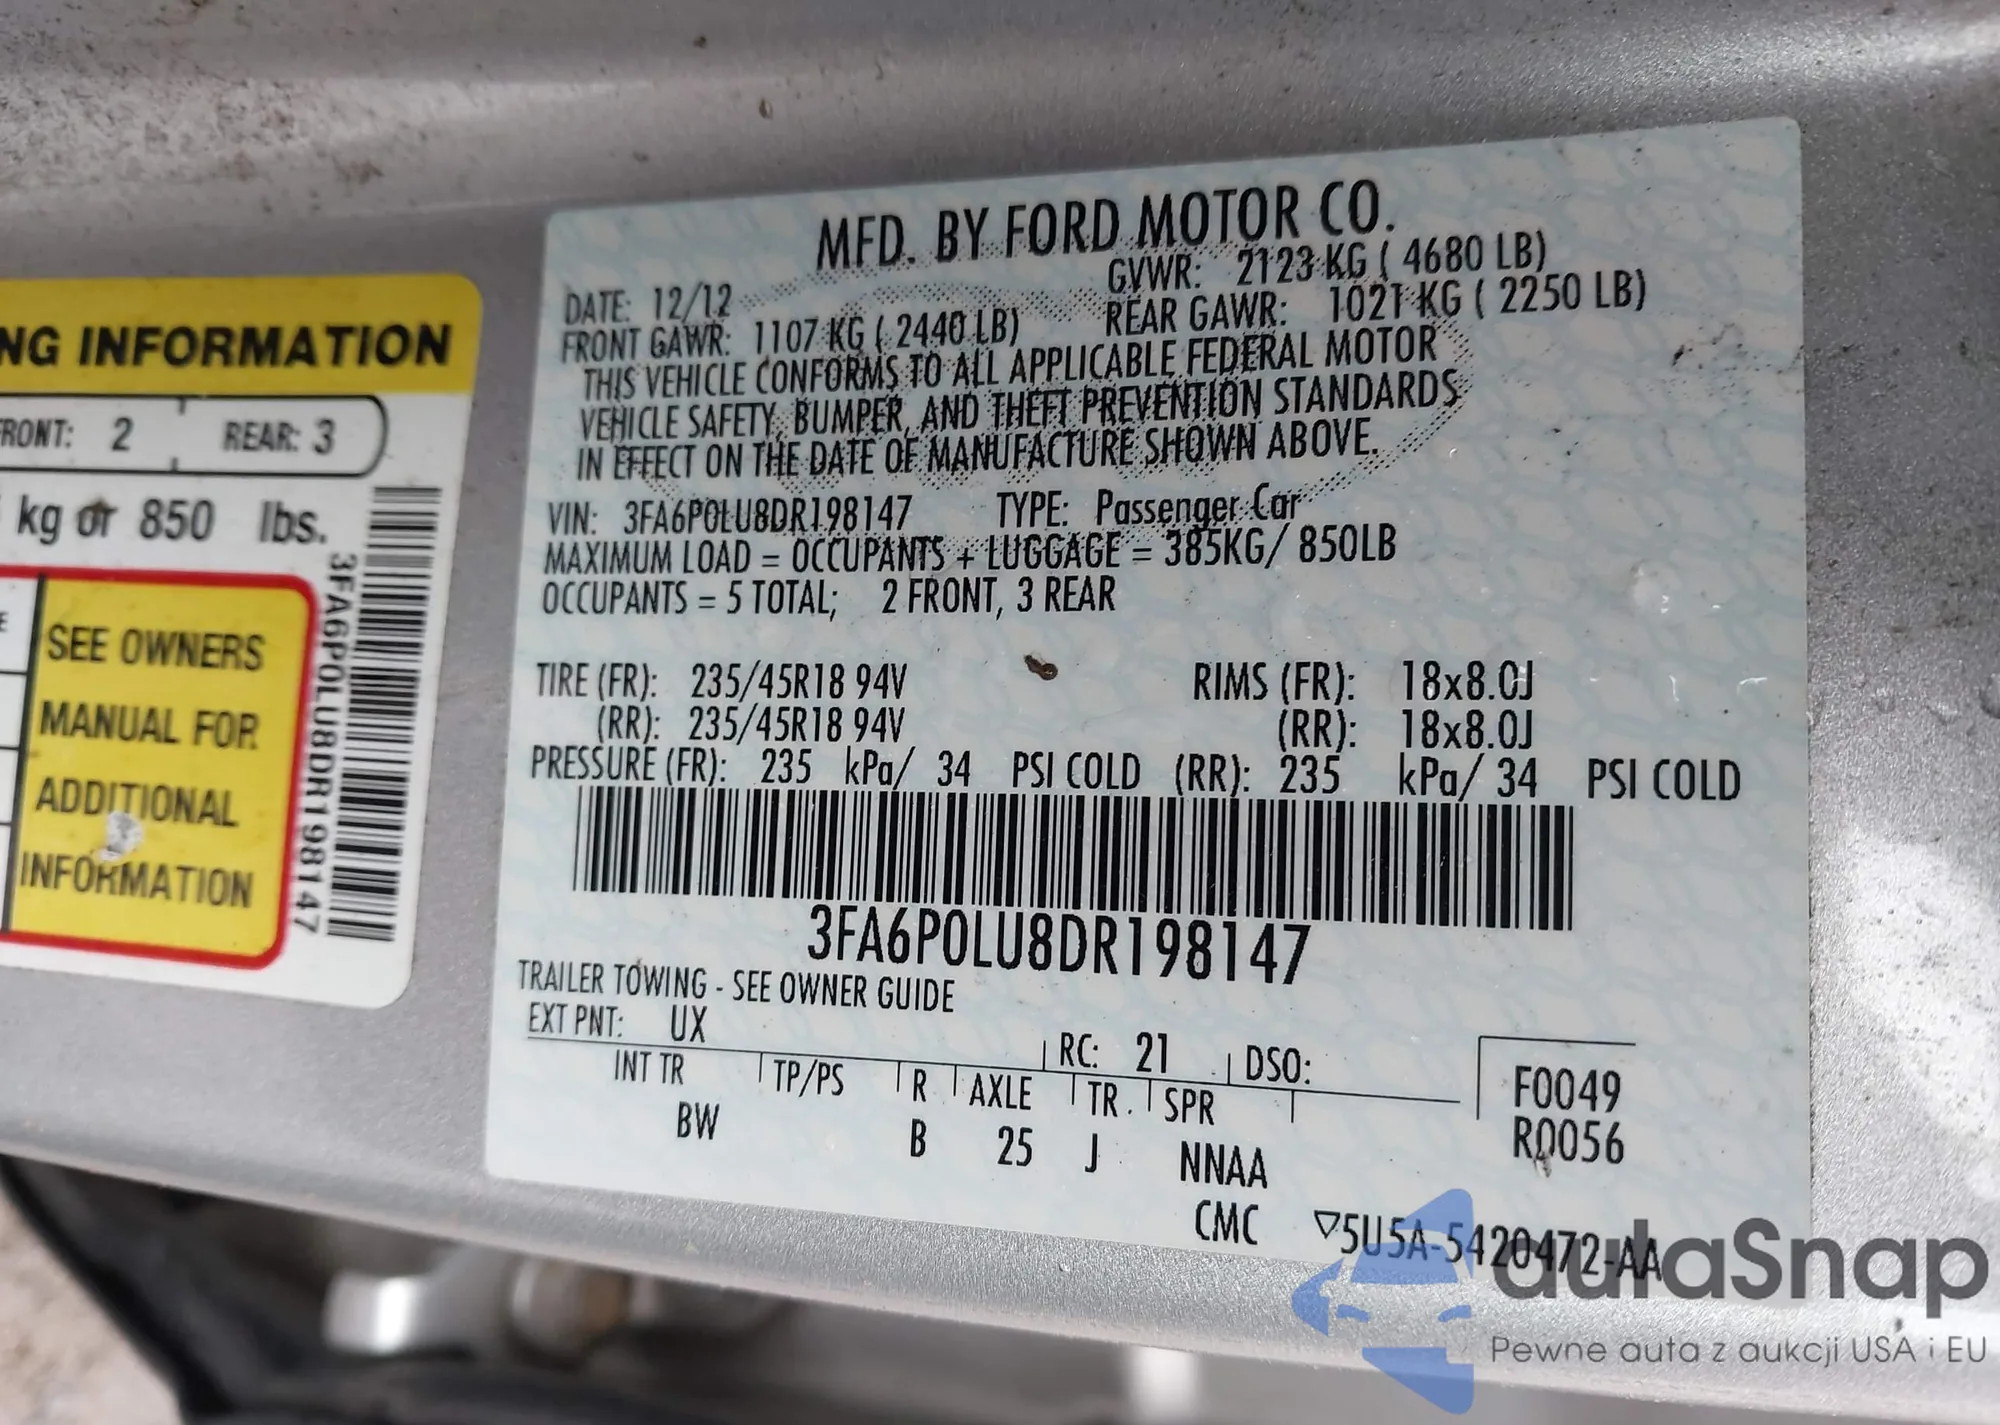 NG INFORMATION
FRONT: 2 REAR: 3
kg or 850 lbs.
SEE OWNERS
MANUAL FOR
ADDITIONAL
INFORMATION
3FA6P0LU8DR198147
MFD. BY FORD MOTOR CO.
DATE: 12/12 GVWR: 2123 KG ( 4680 LB)
FRONT GAWR: 1107 KG ( 2440 LB) REAR GAWR: 1021 KG ( 2250 LB)
THIS VEHICLE CONFORMS TO ALL APPLICABLE FEDERAL MOTOR
VEHICLE SAFETY, BUMPER, AND THEFT PREVENTION STANDARDS
IN EFFECT ON THE DATE OF MANUFACTURE SHOWN ABOVE.
VIN: 3FA6P0LU8DR198147 TYPE: Passenger Car
MAXIMUM LOAD = OCCUPANTS + LUGGAGE = 385KG/ 850LB
OCCUPANTS = 5 TOTAL; 2 FRONT, 3 REAR
TIRE (FR): 235/45R18 94V RIMS (FR): 18x8.0J
(RR): 235/45R18 94V (RR): 18x8.0J
PRESSURE (FR): 235 kPa/ 34 PSI COLD (RR): 235 kPa/ 34 PSI COLD
3FA6P0LU8DR198147
TRAILER TOWING - SEE OWNER GUIDE
EXT PNT: UX RC: 21 DSO:
INT TR TP/PS R AXLE TR SPR F0049
BW B 25 J NNAA R0056
CMC ▽5U5A-5420472-AA
autaSnap
Pewne auta z aukcji USA i EU